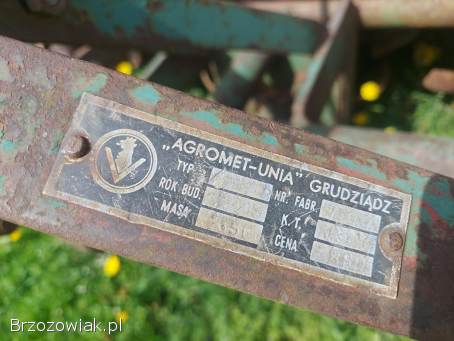 „AGROMET-UNIA” GRUDZIĄDZ
TYP NR. FABR.
ROK BUD. K.T.
MASA CENA
Brzozowiak.pl